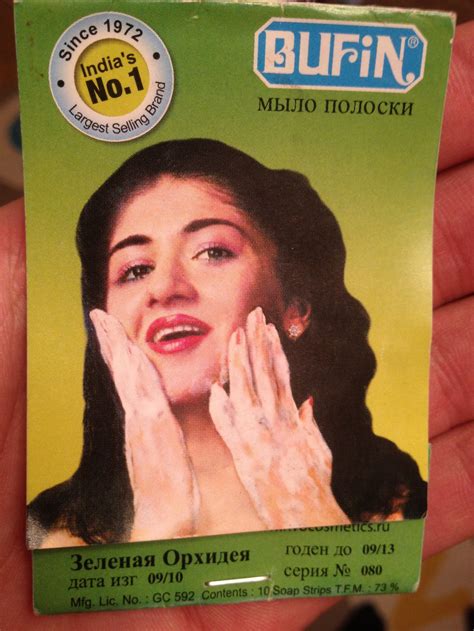 Since 1972
India's
No.1
Largest Selling Brand
BUFiN®
МЫЛО ПОЛОСКИ
cosmetics.ru
Зеленая Орхидея
годен до 09/13
дата изг 09/10
серия № 080
Mfg. Lic. No. : GC 592 Contents : 10 Soap Strips T.F.M. : 73 %